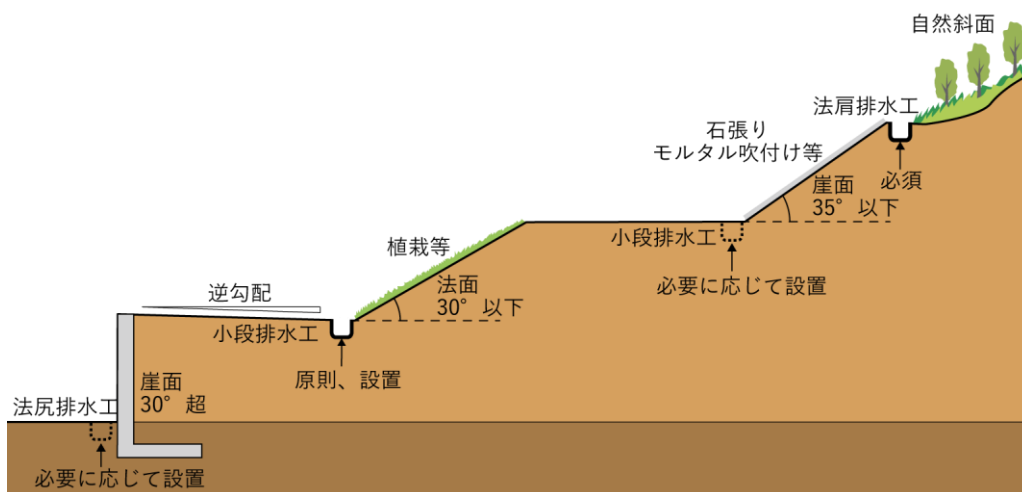 自然斜面
法肩排水工
石張り
モルタル吹付け等
崖面
35°以下
必須
小段排水工
必要に応じて設置
植栽等
法面
30°以下
逆勾配
小段排水工
原則、設置
崖面
30°超
法尻排水工
必要に応じて設置